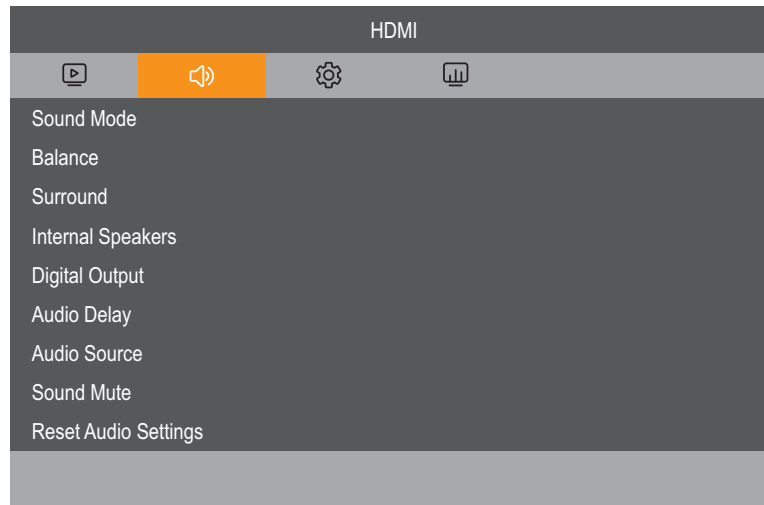 HDMI
Sound Mode
Balance
Surround
Internal Speakers
Digital Output
Audio Delay
Audio Source
Sound Mute
Reset Audio Settings